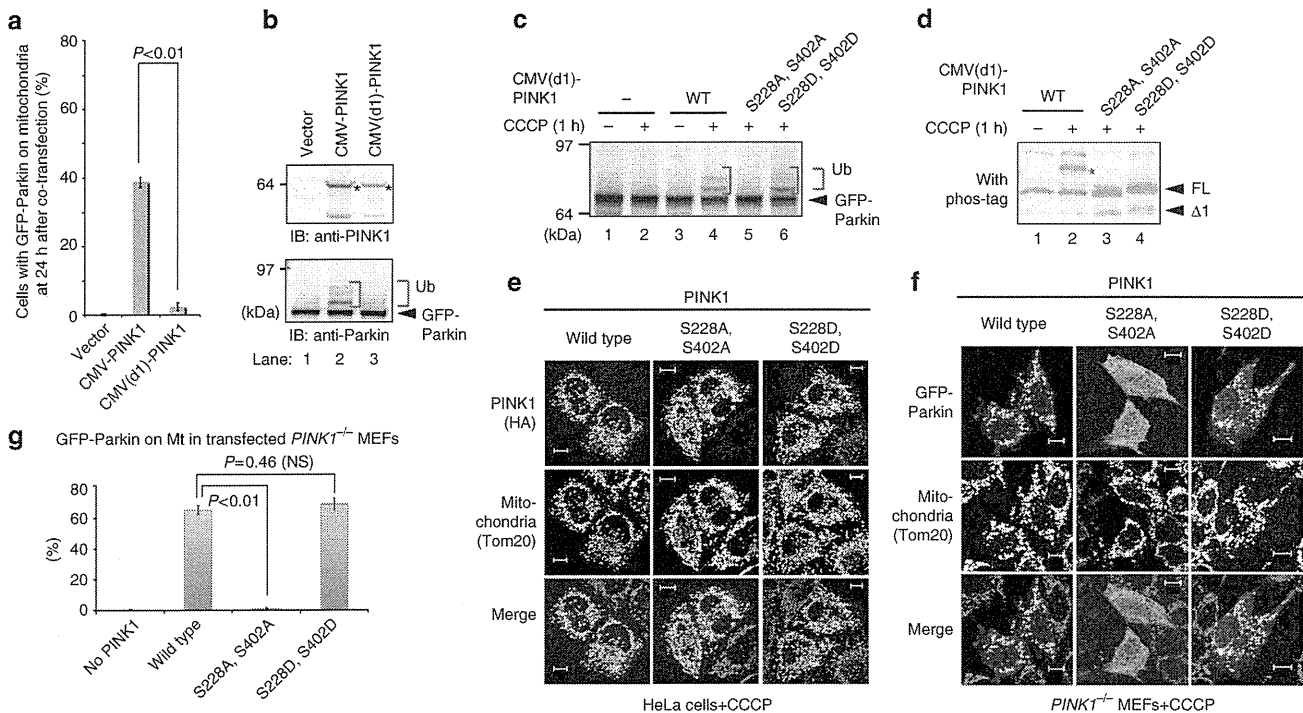 a
Cells with GFP-Parkin on mitochondria
at 24 h after co-transfection (%)
80
60
40
20
0
P<0.01
Vector
CMV-PINK1
CMV(d1)-PINK1
b
Vector
CMV-PINK1
CMV(d1)-PINK1
64
*
*
IB: anti-PINK1
97
Ub
(kDa)
GFP-
Parkin
IB: anti-Parkin
Lane: 1 2 3
c
CMV(d1)-
PINK1
–
WT
S228A, S402A
S228D, S402D
CCCP (1 h) – + – + + +
97
Ub
GFP-
Parkin
64
(kDa) 1 2 3 4 5 6
d
CMV(d1)-
PINK1
WT
S228A, S402A
S228D, S402D
CCCP (1 h) – + + +
With
phos-tag
*
FL
Δ1
1 2 3 4
e
PINK1
Wild type
S228A,
S402A
S228D,
S402D
PINK1
(HA)
Mito-
chondria
(Tom20)
Merge
HeLa cells+CCCP
f
PINK1
Wild type
S228A,
S402A
S228D,
S402D
GFP-
Parkin
Mito-
chondria
(Tom20)
Merge
PINK1–/– MEFs+CCCP
g
GFP-Parkin on Mt in transfected PINK1–/– MEFs
P=0.46 (NS)
P<0.01
(%)
80
60
40
20
0
No PINK1
Wild type
S228A, S402A
S228D, S402D